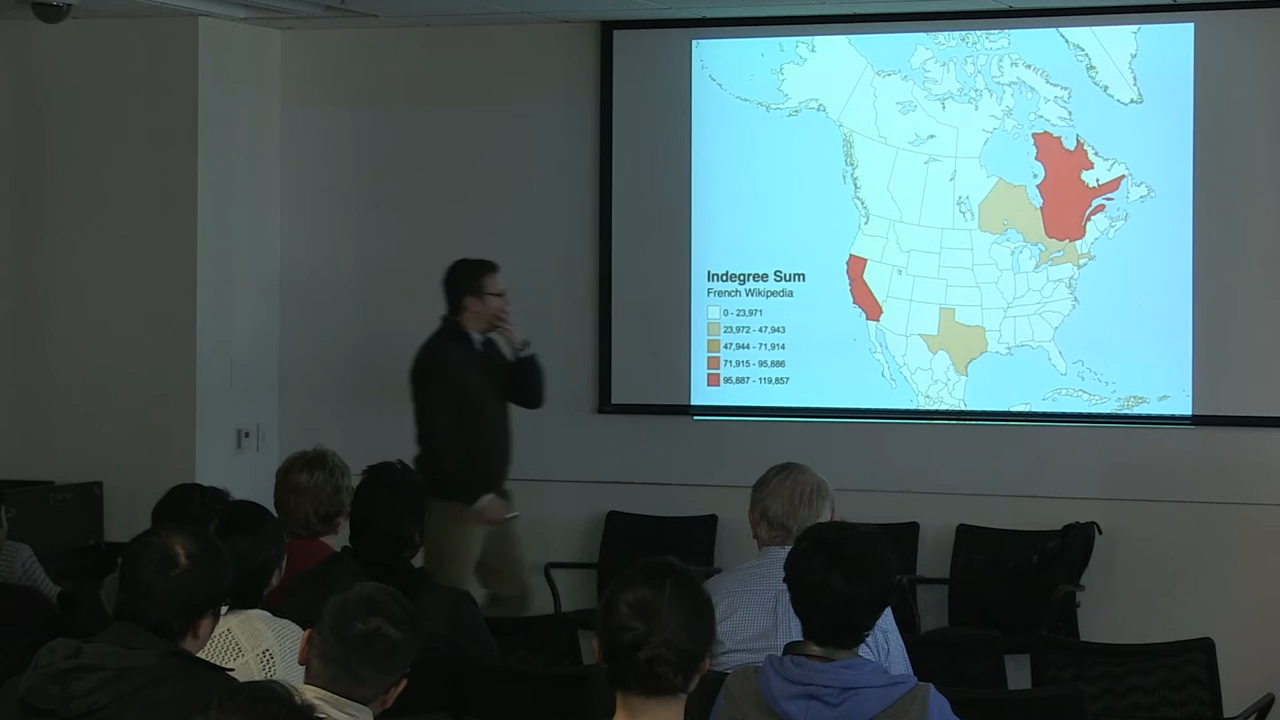 Indegree Sum
French Wikipedia
0 - 23,971
23,972 - 47,943
47,944 - 71,914
71,915 - 95,886
95,887 - 119,857